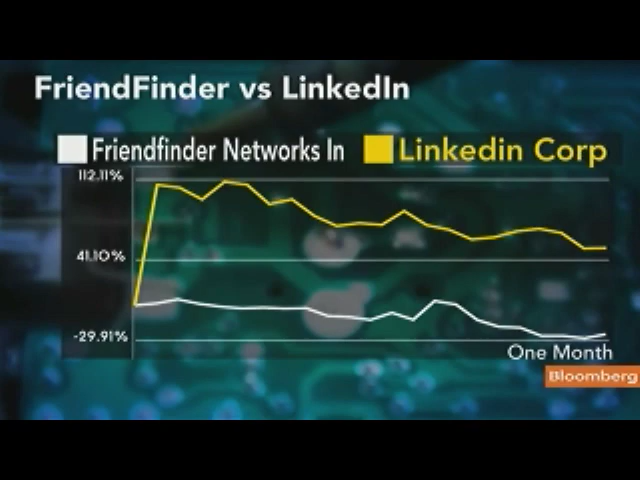 FriendFinder vs LinkedIn
Friendfinder Networks In
Linkedin Corp
112.11%
41.10%
-29.91%
One Month
Bloomberg